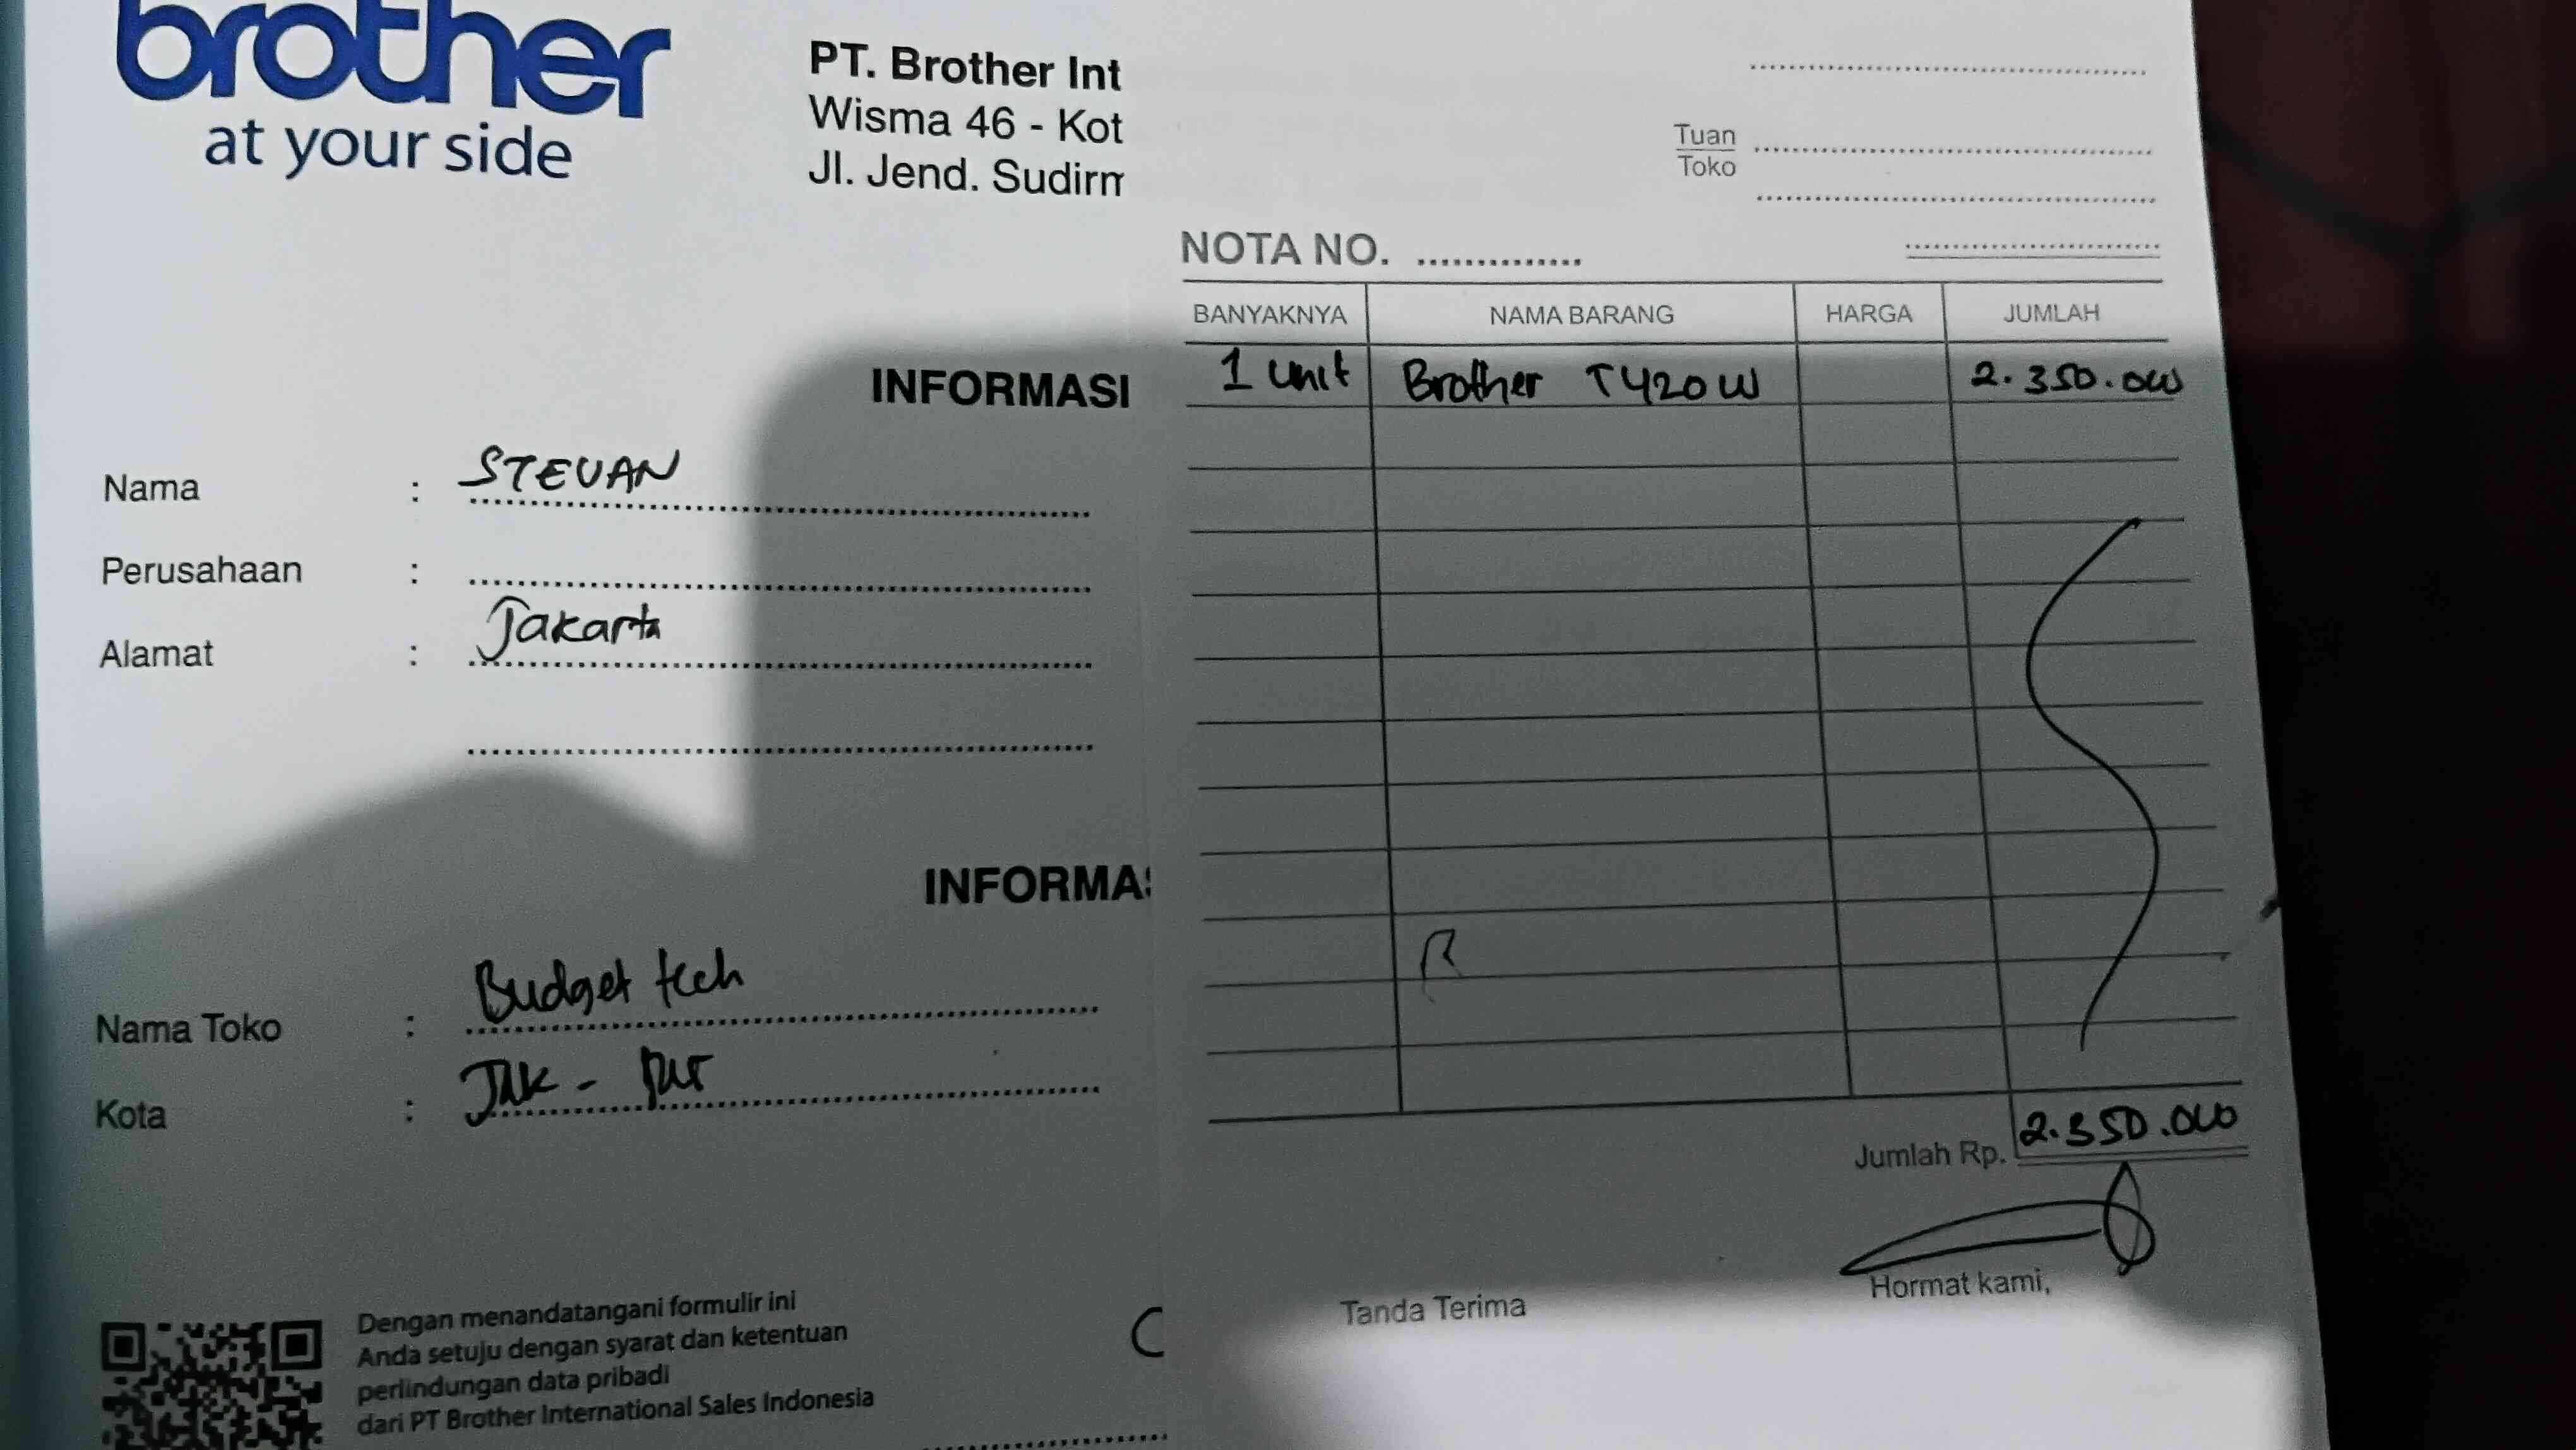 brother
at your side
PT. Brother Int
Wisma 46 - Kot
Jl. Jend. Sudirm
INFORMASI
Nama : STEVAN
Perusahaan :
Alamat : Jakarta
INFORMAS
Nama Toko : Budget tech
Kota : Jak - pus
Dengan menandatangani formulir ini
Anda setuju dengan syarat dan ketentuan
perlindungan data pribadi
dari PT Brother International Sales Indonesia
Tuan
Toko
NOTA NO.
BANYAKNYA NAMA BARANG HARGA JUMLAH
1 unit Brother T420W 2.350.000
Jumlah Rp. 2.350.000
Tanda Terima Hormat kami,